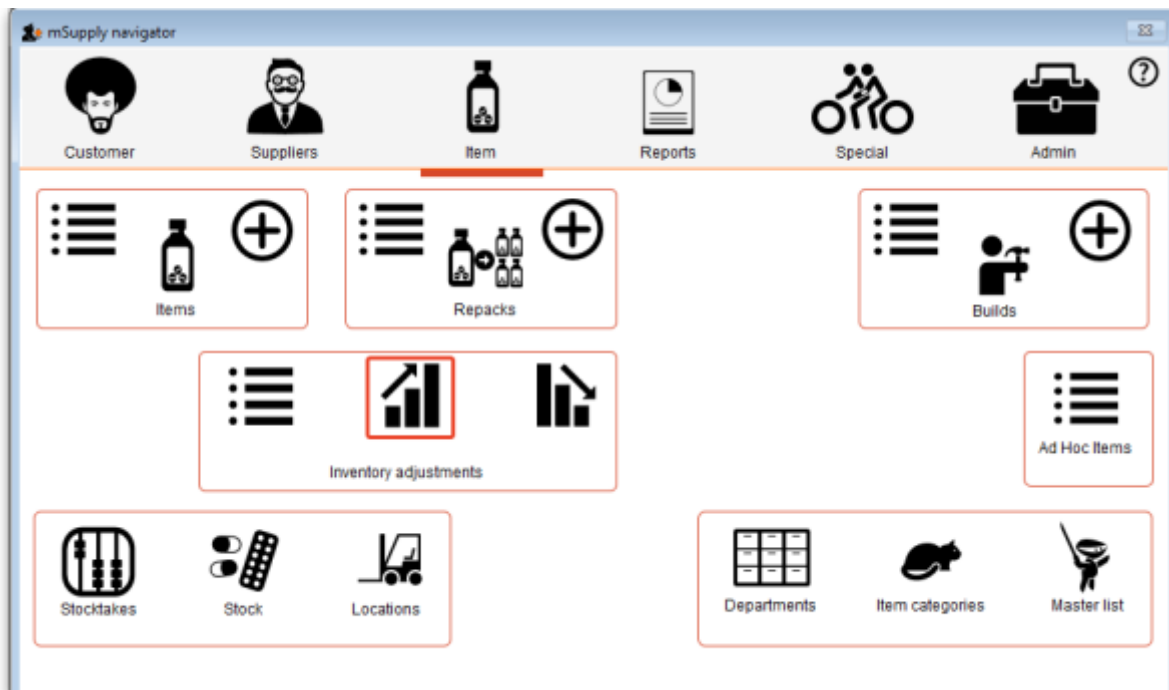 mSupply navigator
Customer
Suppliers
Item
Reports
Special
Admin
?
Items
Repacks
Builds
Inventory adjustments
Ad Hoc Items
Stocktakes
Stock
Locations
Departments
Item categories
Master list